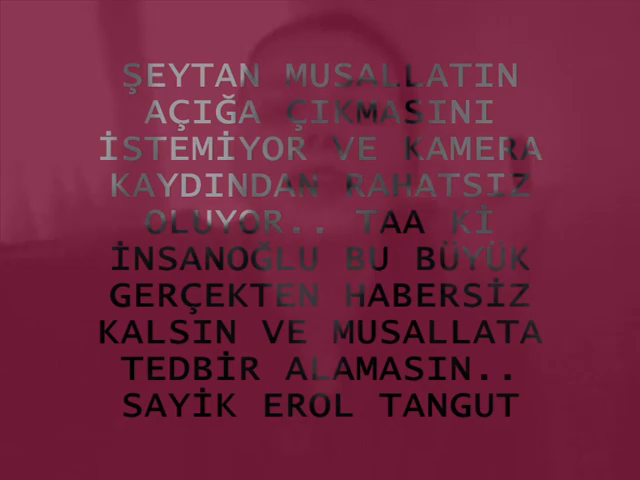 ŞEYTAN MUSALLATIN
AÇIĞA ÇIKMASINI
İSTEMİYOR VE KAMERA
KAYDINDAN RAHATSIZ
OLUYOR.. TAA Kİ
İNSANOĞLU BU BÜYÜK
GERÇEKTEN HABERSİZ
KALSIN VE MUSALLATA
TEDBİR ALAMASIN..
SAYİK EROL TANGUT